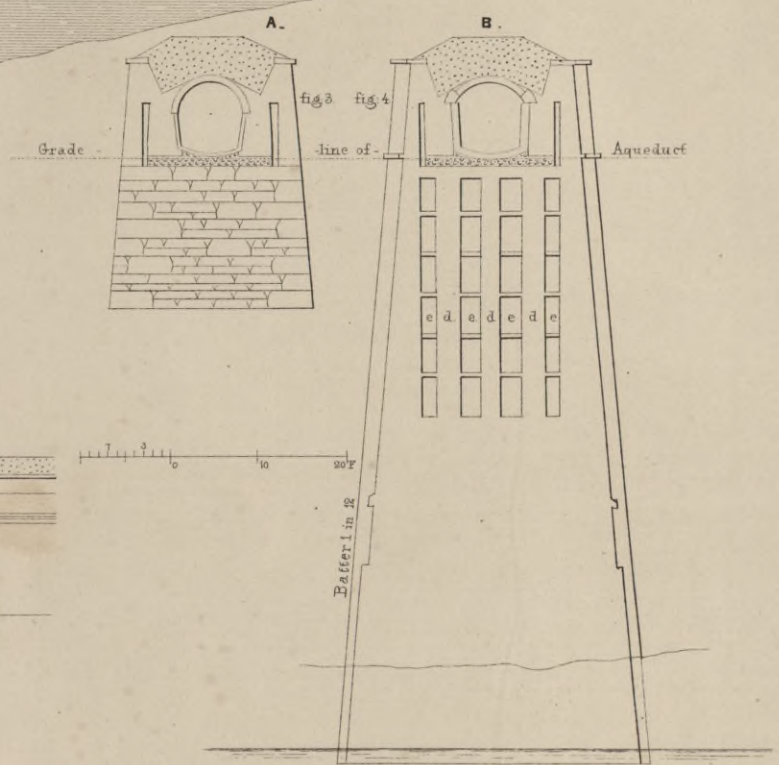 A. B.
fig. 3 fig. 4
Grade - - line of - Aqueduct
e d e d e d e
7 3
0 10 20 F
Batter 1 in 12